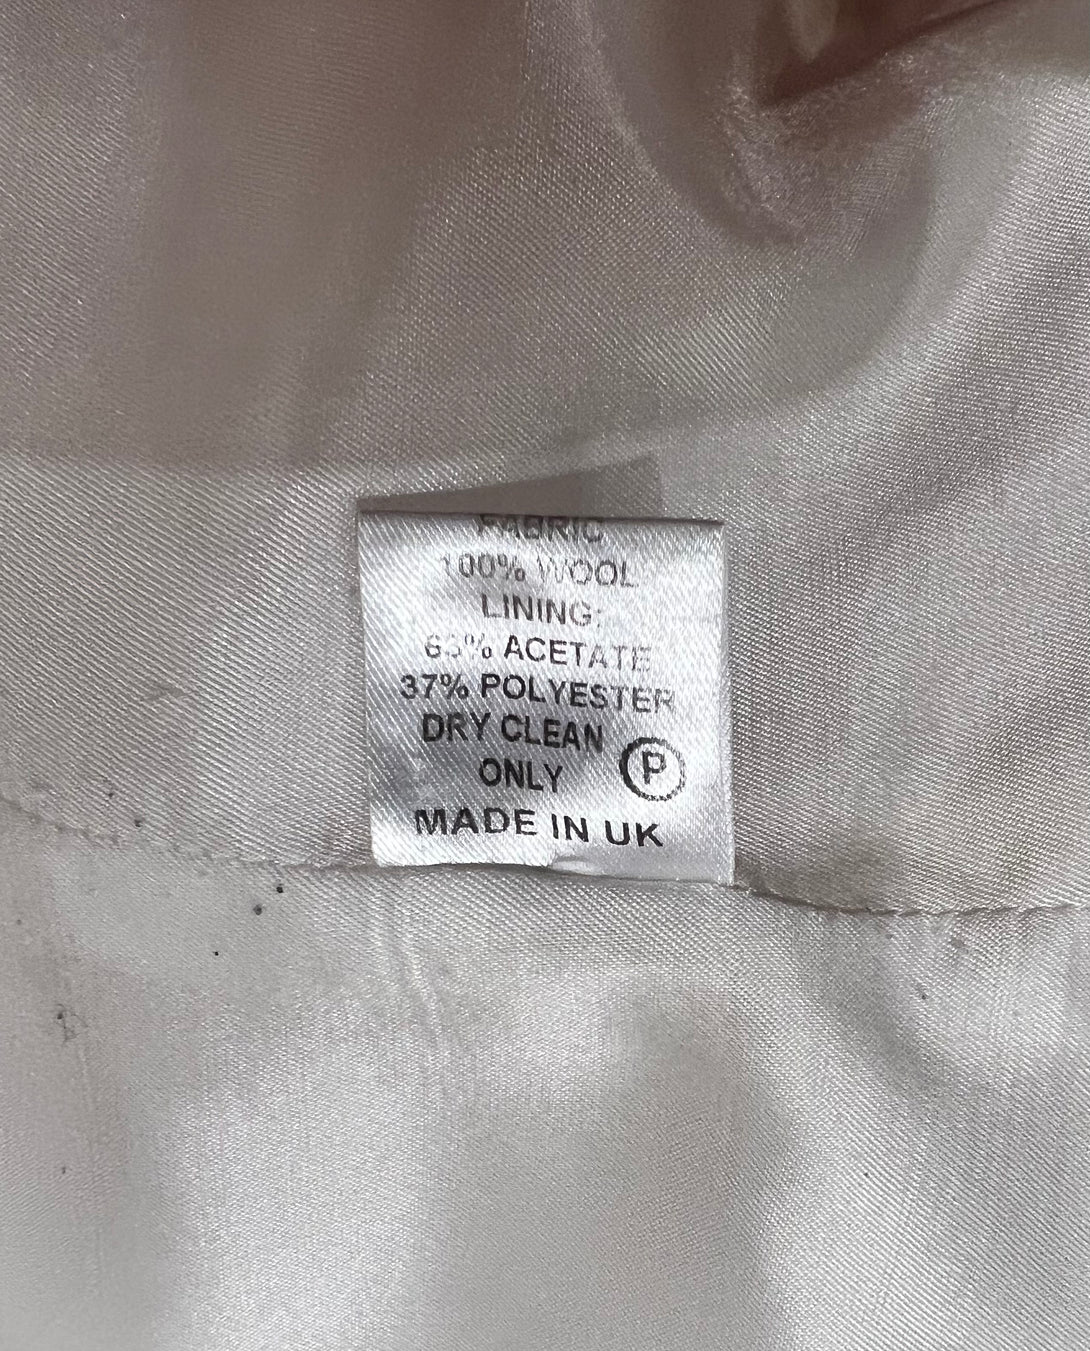 FABRIC
100% WOOL
LINING:
63% ACETATE
37% POLYESTER
DRY CLEAN
ONLY
P
MADE IN UK